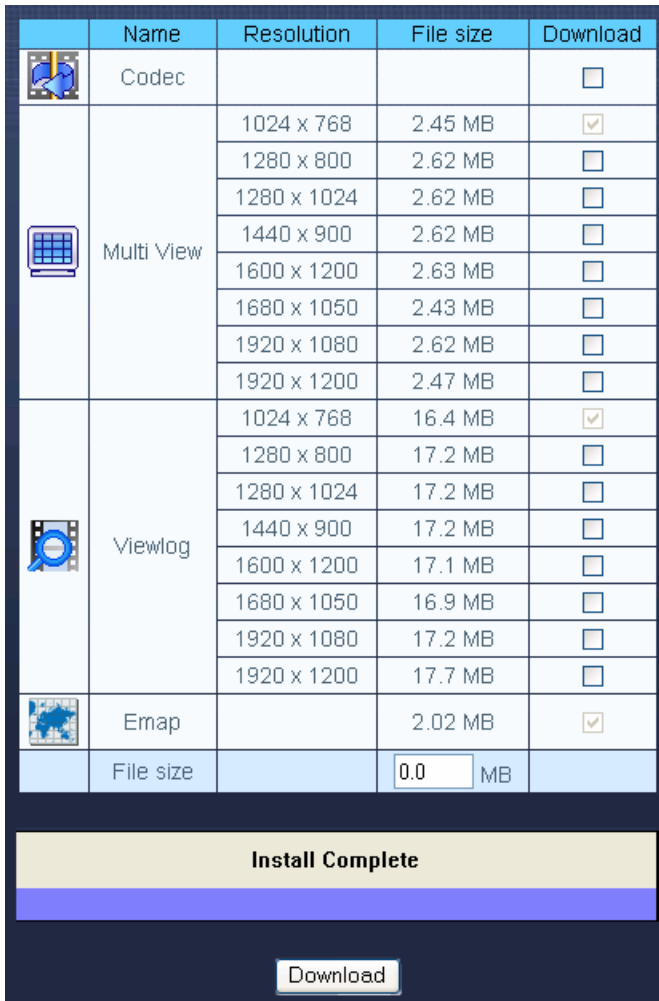 Name Resolution File size Download
Codec
Multi View
1024 x 768 2.45 MB
1280 x 800 2.62 MB
1280 x 1024 2.62 MB
1440 x 900 2.62 MB
1600 x 1200 2.63 MB
1680 x 1050 2.43 MB
1920 x 1080 2.62 MB
1920 x 1200 2.47 MB
Viewlog
1024 x 768 16.4 MB
1280 x 800 17.2 MB
1280 x 1024 17.2 MB
1440 x 900 17.2 MB
1600 x 1200 17.1 MB
1680 x 1050 16.9 MB
1920 x 1080 17.2 MB
1920 x 1200 17.7 MB
Emap 2.02 MB
File size 0.0 MB
Install Complete
Download